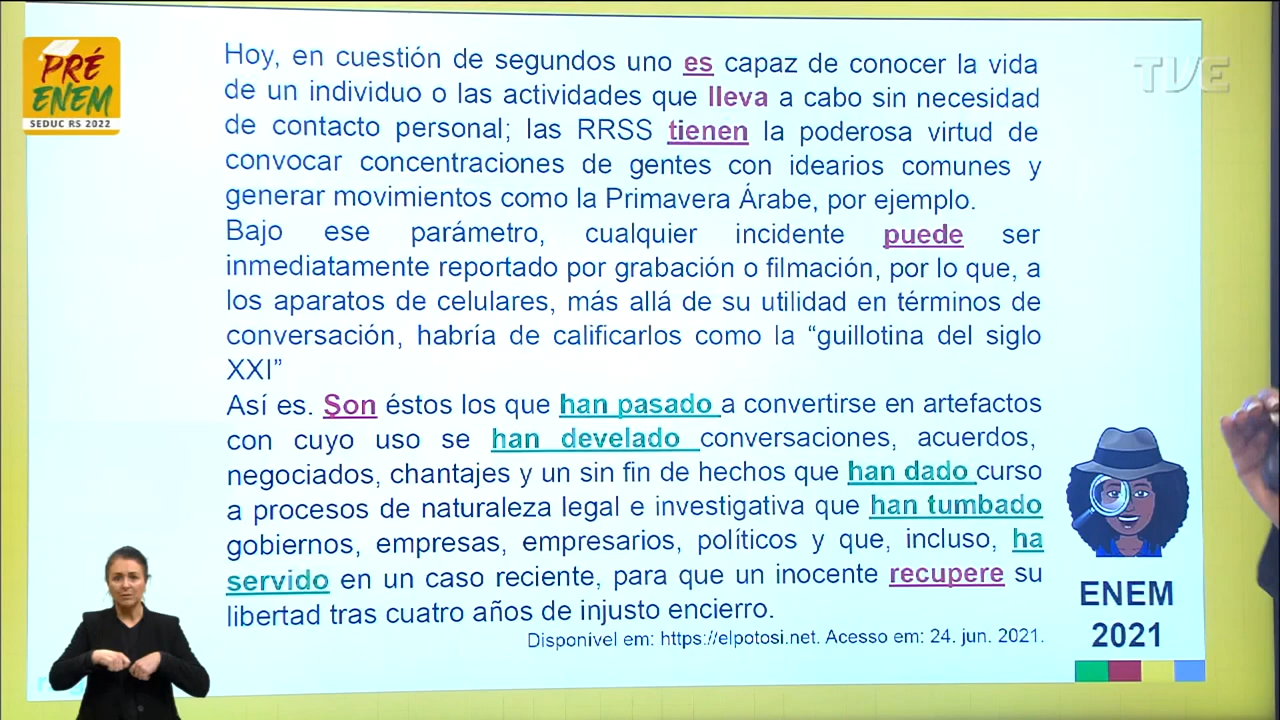 PRÉ
ENEM
SEDUC RS 2022
TVE
Hoy, en cuestión de segundos uno es capaz de conocer la vida
de un individuo o las actividades que lleva a cabo sin necesidad
de contacto personal; las RRSS tienen la poderosa virtud de
convocar concentraciones de gentes con idearios comunes y
generar movimientos como la Primavera Árabe, por ejemplo.
Bajo ese parámetro, cualquier incidente puede ser
inmediatamente reportado por grabación o filmación, por lo que, a
los aparatos de celulares, más allá de su utilidad en términos de
conversación, habría de calificarlos como la “guillotina del siglo
XXI”
Así es. Son éstos los que han pasado a convertirse en artefactos
con cuyo uso se han develado conversaciones, acuerdos,
negociados, chantajes y un sin fin de hechos que han dado curso
a procesos de naturaleza legal e investigativa que han tumbado
gobiernos, empresas, empresarios, políticos y que, incluso, ha
servido en un caso reciente, para que un inocente recupere su
libertad tras cuatro años de injusto encierro.
Disponivel em: https://elpotosi.net. Acesso em: 24. jun. 2021.
ENEM
2021